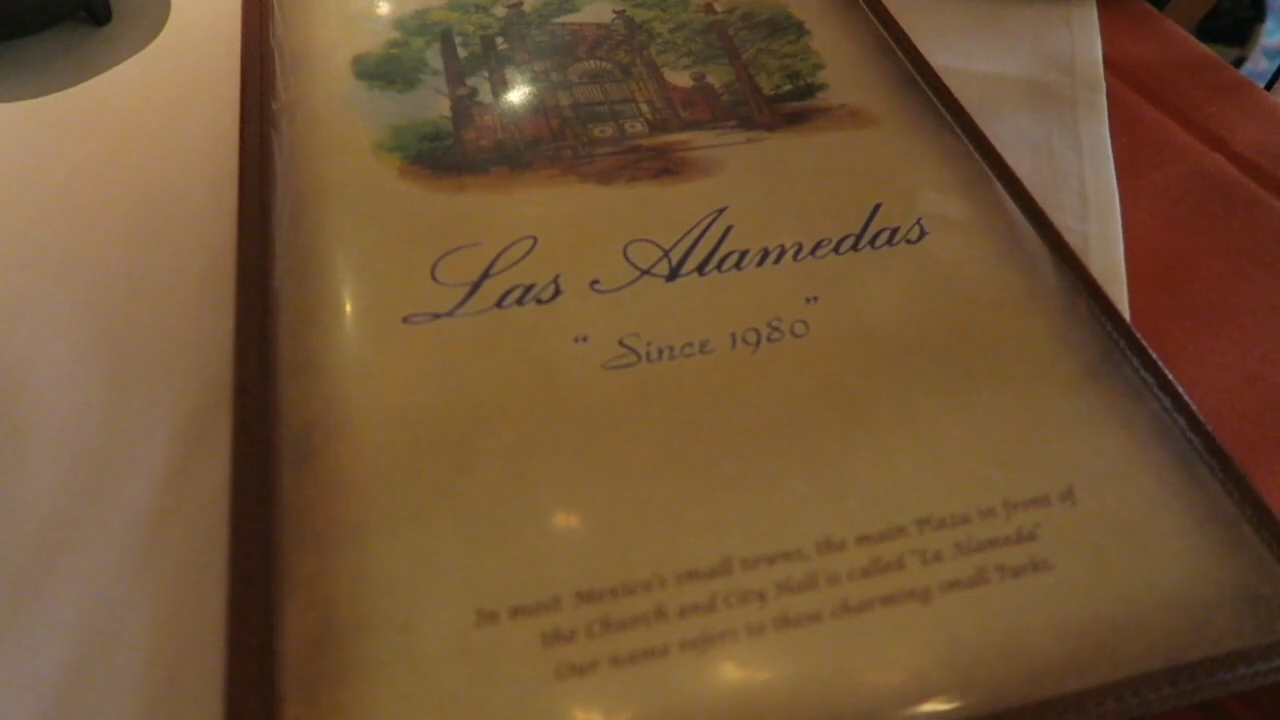 Las Alamedas
“ Since 1980 ”
In most Mexico's small towns, the main Plaza in front of
the Church and City Hall is called "La Alameda"
Our name refers to these charming small Parks.